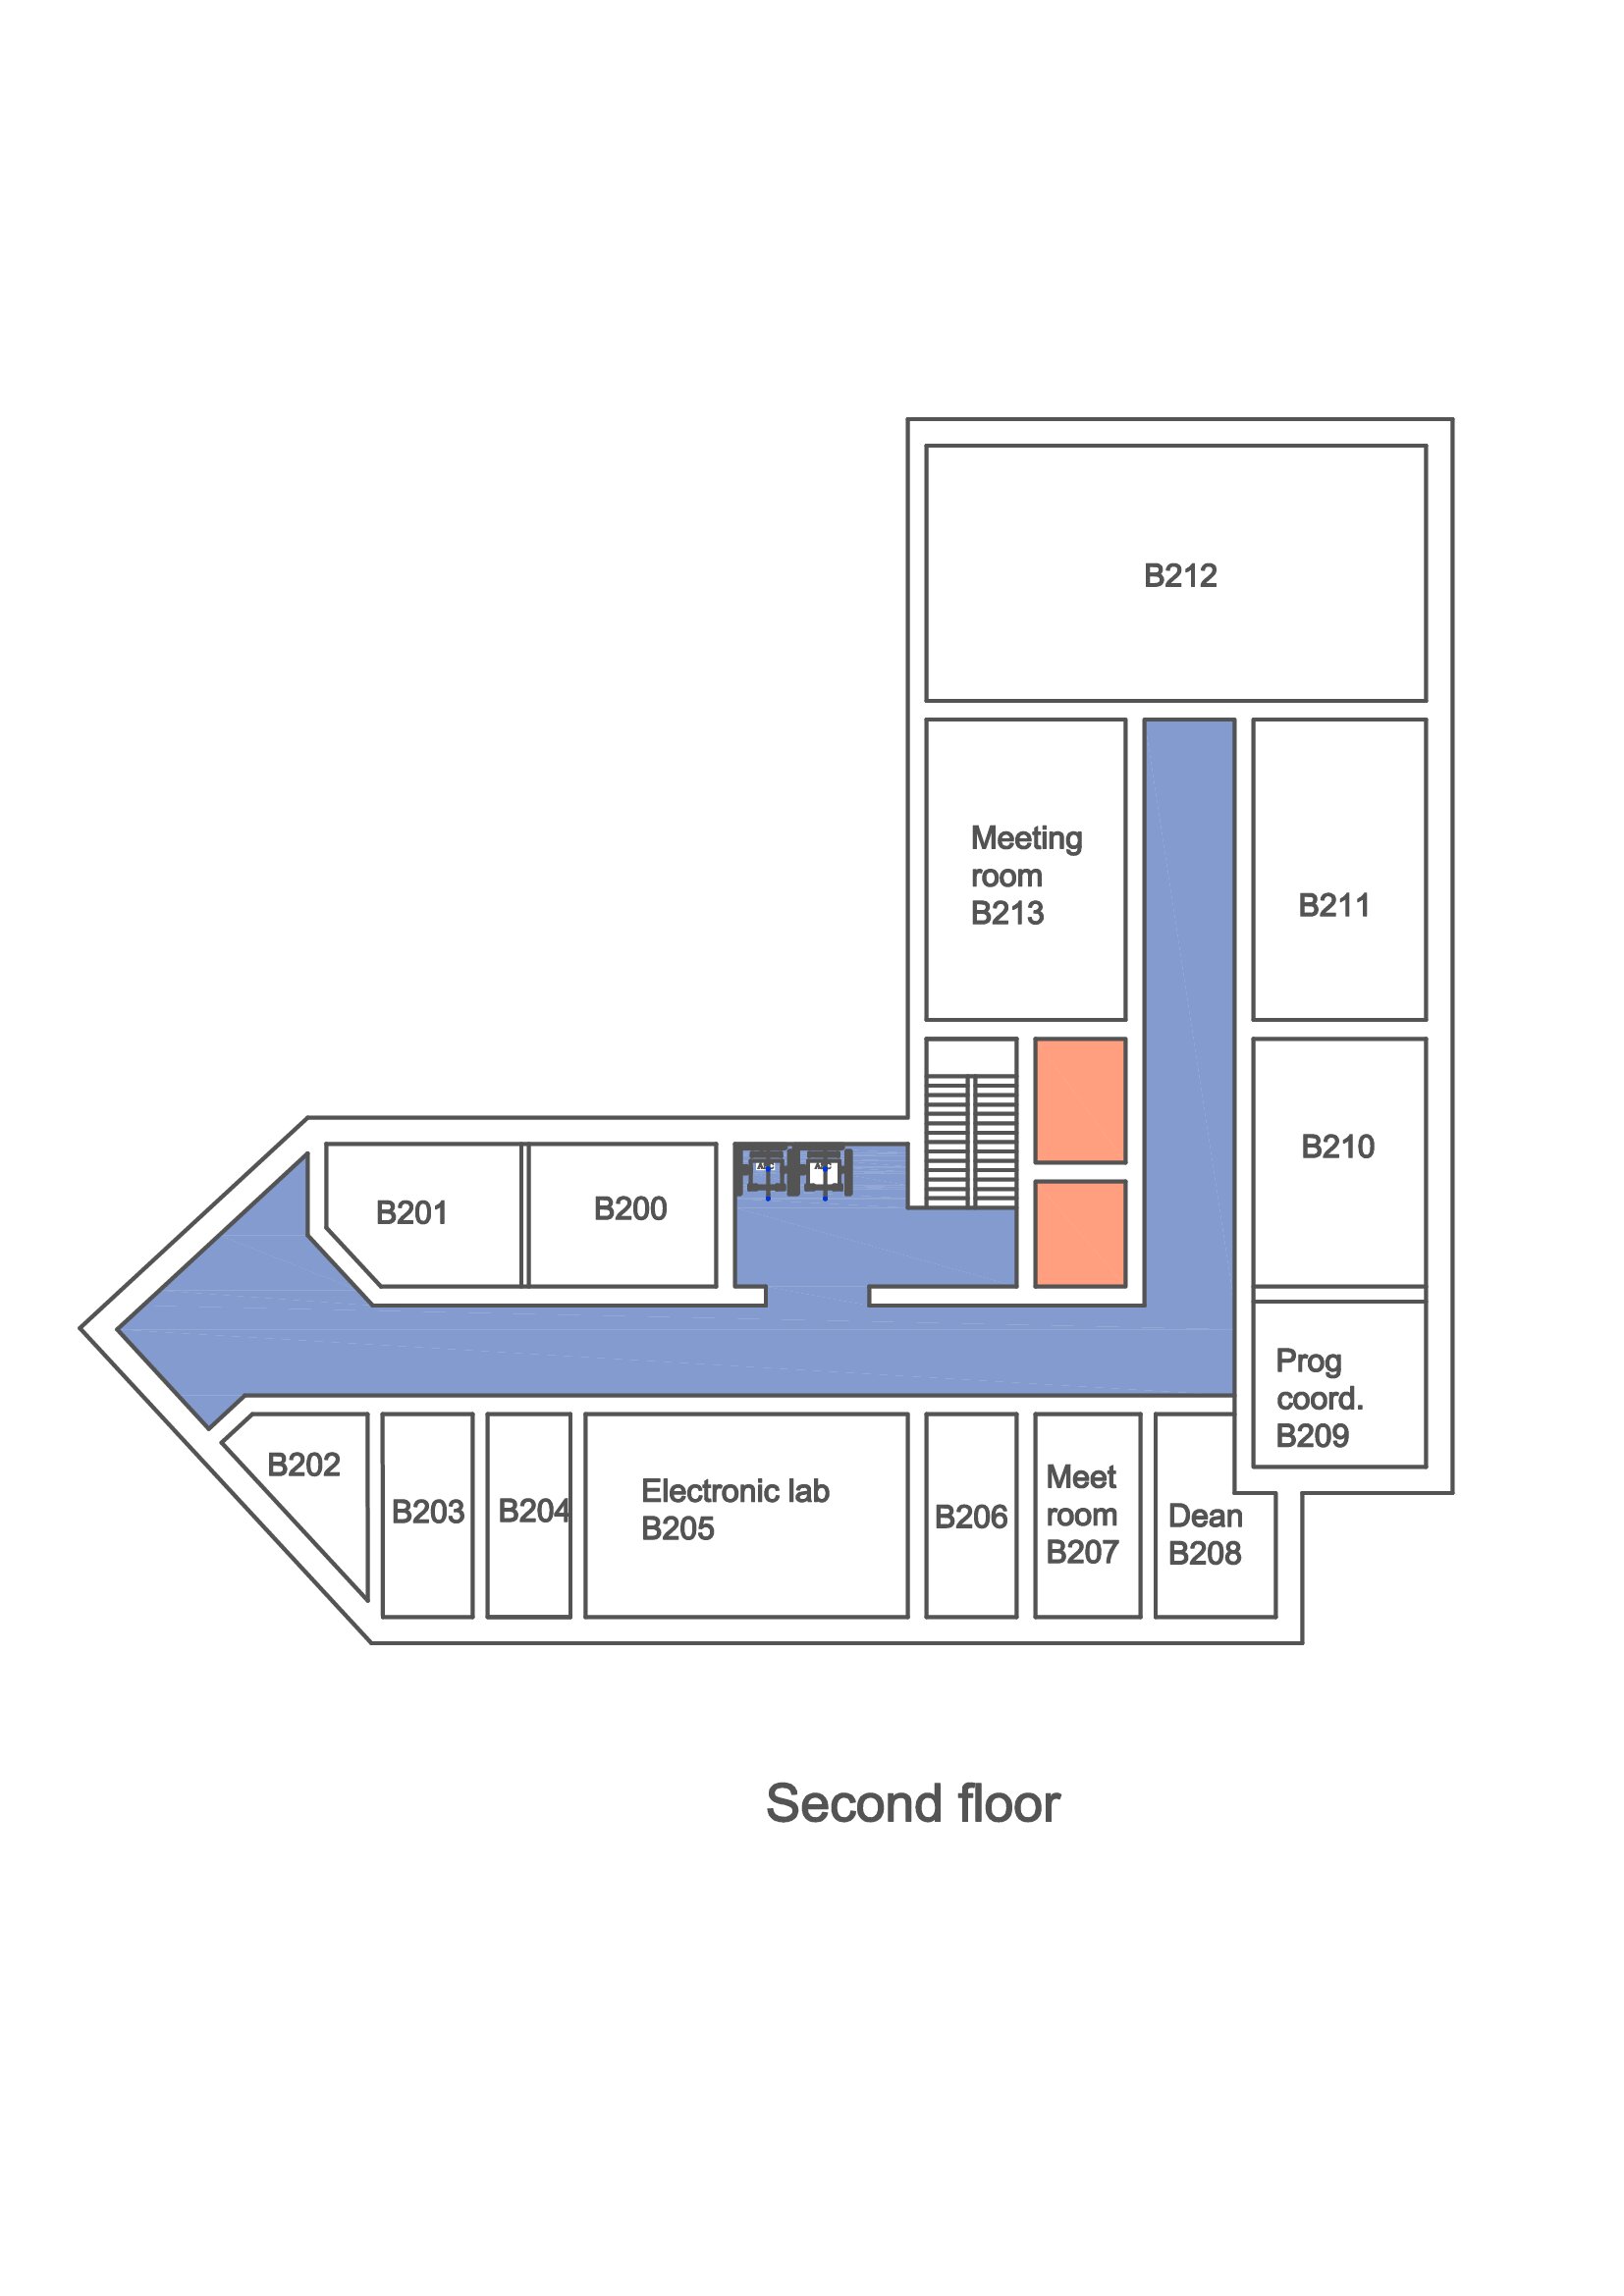 B212
Meeting
room
B213
B211
B210
B201
B200
Prog
coord.
B209
B202
B203
B204
Electronic lab
B205
B206
Meet
room
B207
Dean
B208
Second floor